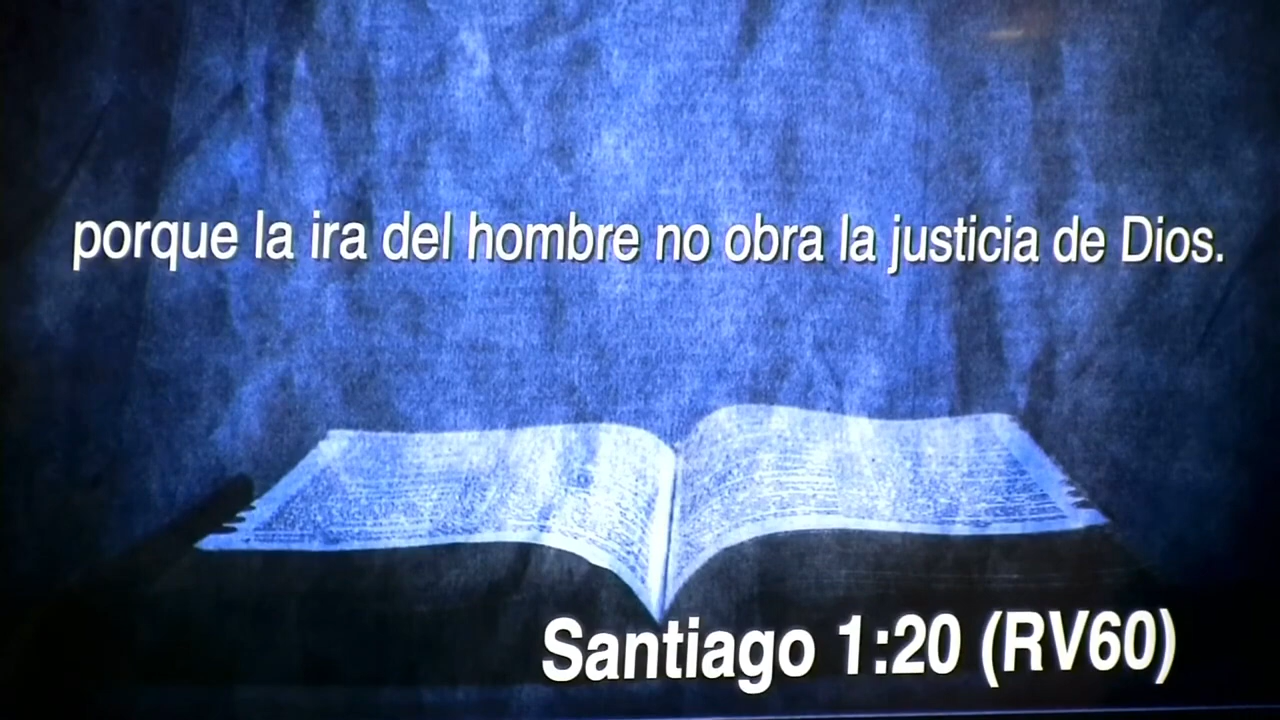 porque la ira del hombre no obra la justicia de Dios.
Santiago 1:20 (RV60)